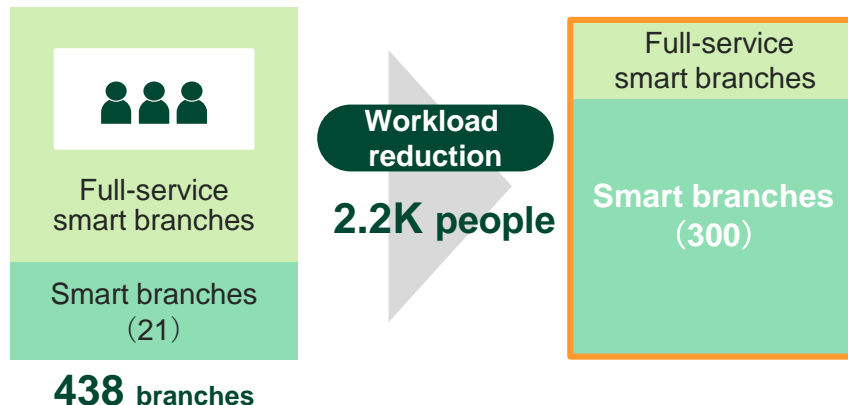 Full-service
smart branches
Smart branches
（21）
438 branches
Workload
reduction
2.2K people
Full-service
smart branches
Smart branches
（300）